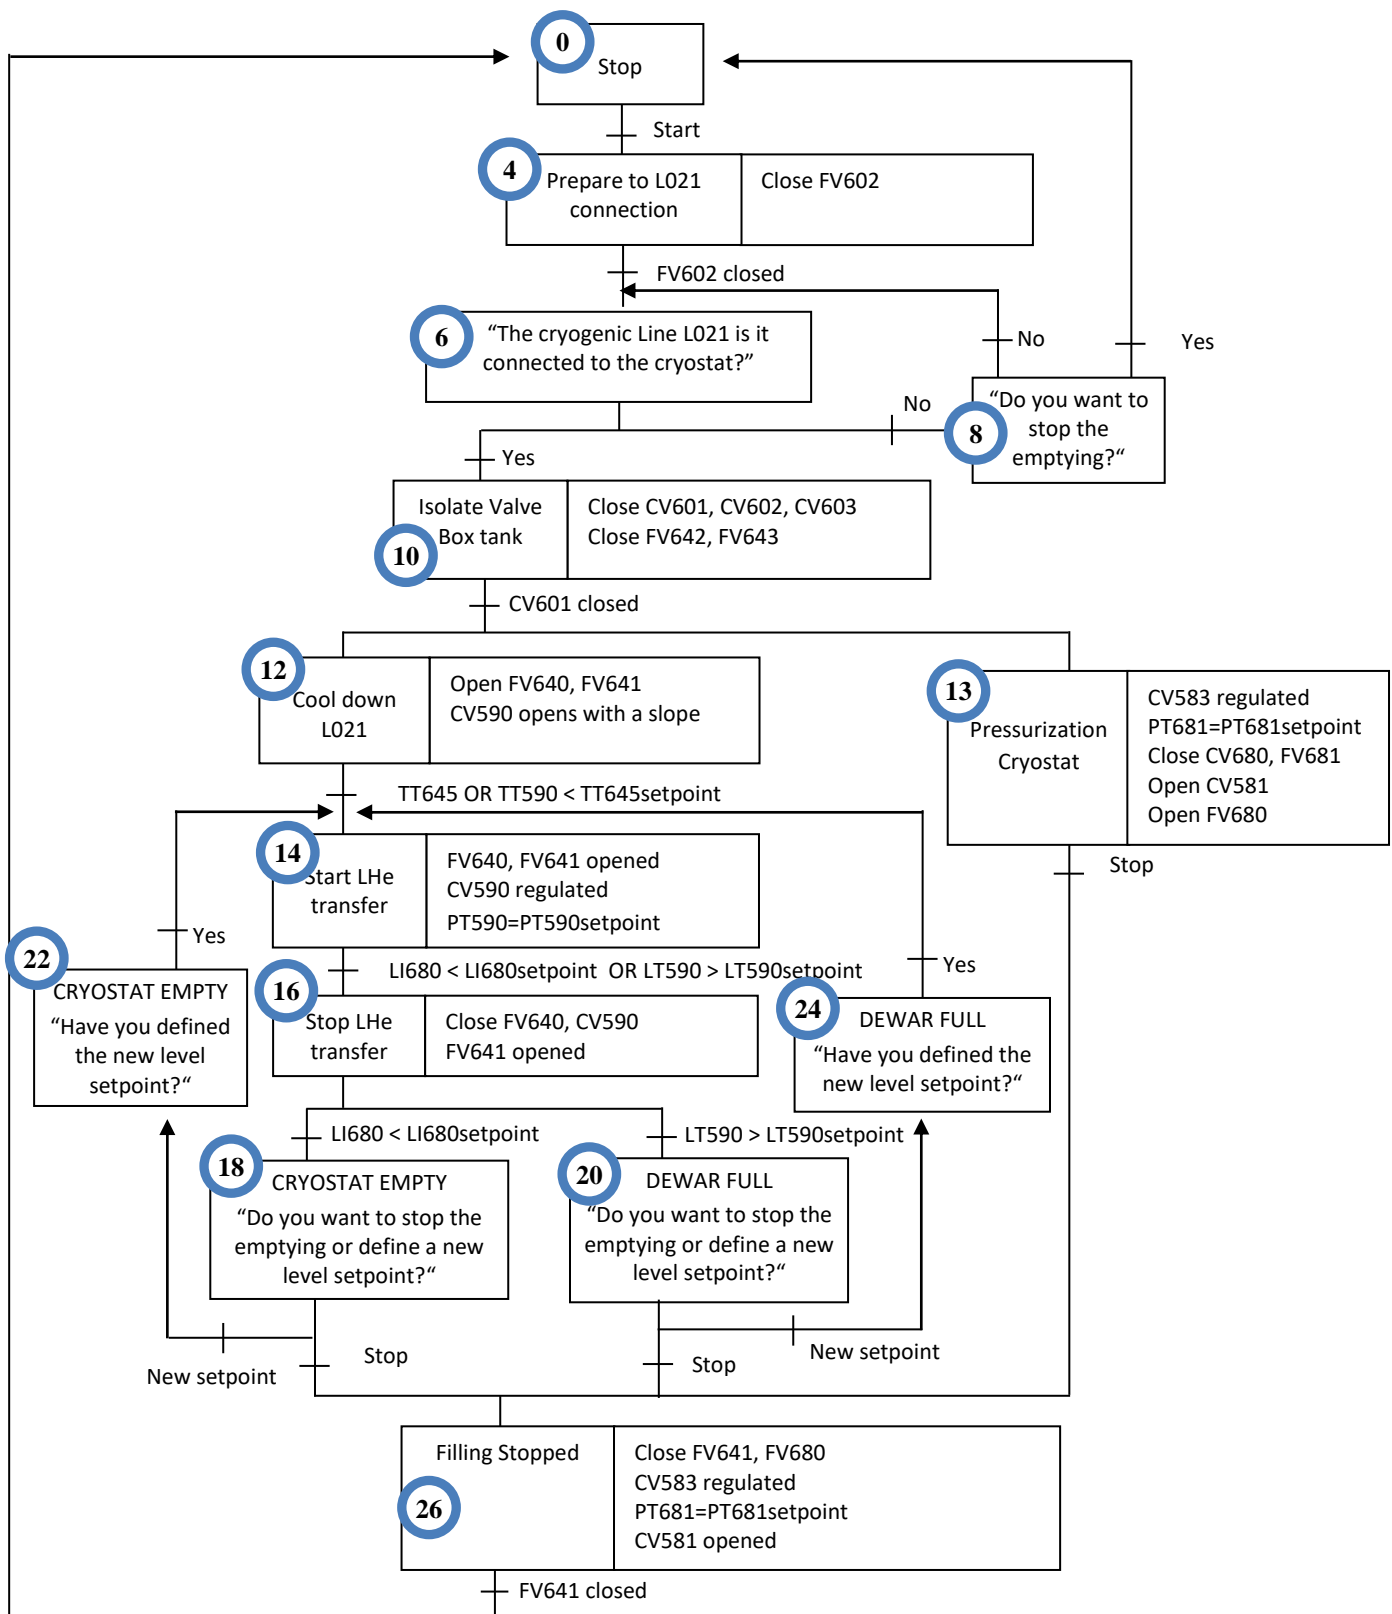 0
Stop
Start
4
Prepare to L021
connection
Close FV602
FV602 closed
6
“The cryogenic Line L021 is it
connected to the cryostat?”
No
Yes
No
8
“Do you want to
stop the
emptying?“
Yes
Isolate Valve
Box tank
10
Close CV601, CV602, CV603
Close FV642, FV643
CV601 closed
12
Cool down
L021
Open FV640, FV641
CV590 opens with a slope
13
Pressurization
Cryostat
CV583 regulated
PT681=PT681setpoint
Close CV680, FV681
Open CV581
Open FV680
TT645 OR TT590 < TT645setpoint
14
Start LHe
transfer
FV640, FV641 opened
CV590 regulated
PT590=PT590setpoint
Stop
Yes
22
CRYOSTAT EMPTY
“Have you defined
the new level
setpoint?“
LI680 < LI680setpoint OR LT590 > LT590setpoint
Yes
16
Stop LHe
transfer
Close FV640, CV590
FV641 opened
24
DEWAR FULL
“Have you defined the
new level setpoint?“
LI680 < LI680setpoint
LT590 > LT590setpoint
18
CRYOSTAT EMPTY
“Do you want to stop the
emptying or define a new
level setpoint?“
20
DEWAR FULL
“Do you want to stop the
emptying or define a new
level setpoint?“
New setpoint
Stop
Stop
New setpoint
Filling Stopped
26
Close FV641, FV680
CV583 regulated
PT681=PT681setpoint
CV581 opened
FV641 closed